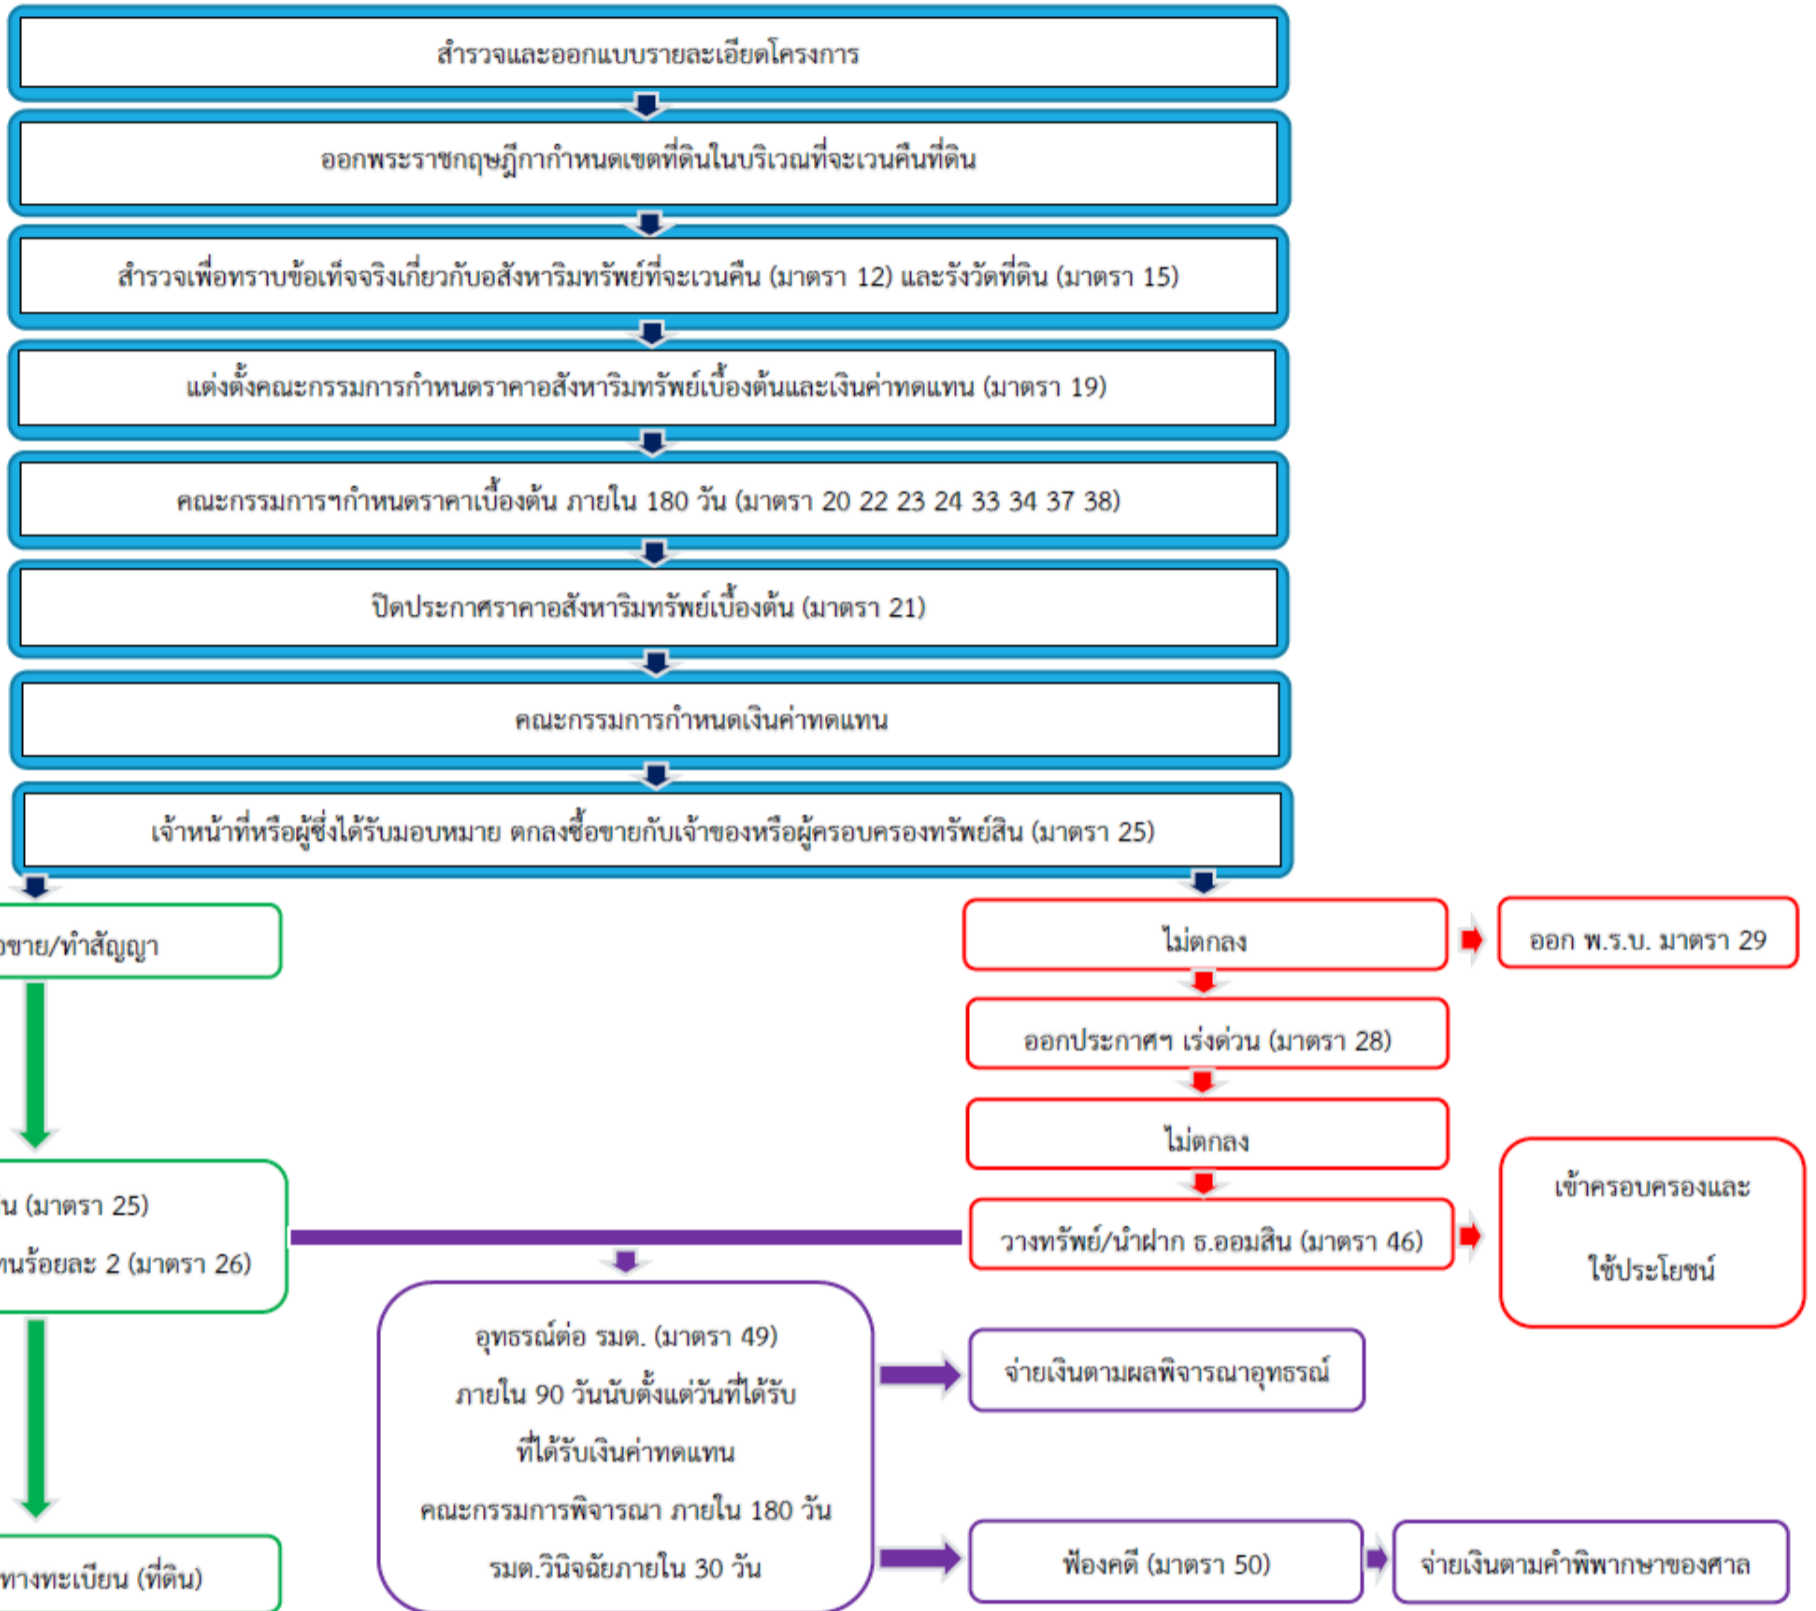 สำรวจและออกแบบรายละเอียดโครงการ
ออกพระราชกฤษฎีกากำหนดเขตที่ดินในบริเวณที่จะเวนคืนที่ดิน
สำรวจเพื่อทราบข้อเท็จจริงเกี่ยวกับอสังหาริมทรัพย์ที่จะเวนคืน (มาตรา 12) และรังวัดที่ดิน (มาตรา 15)
แต่งตั้งคณะกรรมการกำหนดราคาอสังหาริมทรัพย์เบื้องต้นและเงินค่าทดแทน (มาตรา 19)
คณะกรรมการฯกำหนดราคาเบื้องต้น ภายใน 180 วัน (มาตรา 20 22 23 24 33 34 37 38)
ปิดประกาศราคาอสังหาริมทรัพย์เบื้องต้น (มาตรา 21)
คณะกรรมการกำหนดเงินค่าทดแทน
เจ้าหน้าที่หรือผู้ซึ่งได้รับมอบหมาย ตกลงซื้อขายกับเจ้าของหรือผู้ครอบครองทรัพย์สิน (มาตรา 25)
ขาย/ทำสัญญา
(มาตรา 25)
ร้อยละ 2 (มาตรา 26)
ทางทะเบียน (ที่ดิน)
ไม่ตกลง
ออก พ.ร.บ. มาตรา 29
ออกประกาศฯ เร่งด่วน (มาตรา 28)
ไม่ตกลง
วางทรัพย์/นำฝาก ธ.ออมสิน (มาตรา 46)
เข้าครอบครองและ
ใช้ประโยชน์
อุทธรณ์ต่อ รมต. (มาตรา 49)
ภายใน 90 วันนับตั้งแต่วันที่ได้รับ
ที่ได้รับเงินค่าทดแทน
คณะกรรมการพิจารณา ภายใน 180 วัน
รมต.วินิจฉัยภายใน 30 วัน
จ่ายเงินตามผลพิจารณาอุทธรณ์
ฟ้องคดี (มาตรา 50)
จ่ายเงินตามคำพิพากษาของศาล